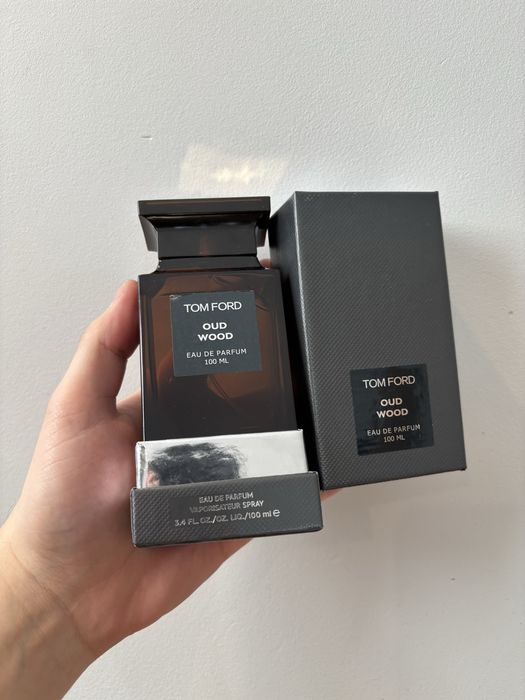 TOM FORD
OUD
WOOD
EAU DE PARFUM
100 ML
EAU DE PARFUM
VAPORISATEUR SPRAY
3.4 FL. OZ./OZ. LIQ./100 ml e
TOM FORD
OUD
WOOD
EAU DE PARFUM
100 ML